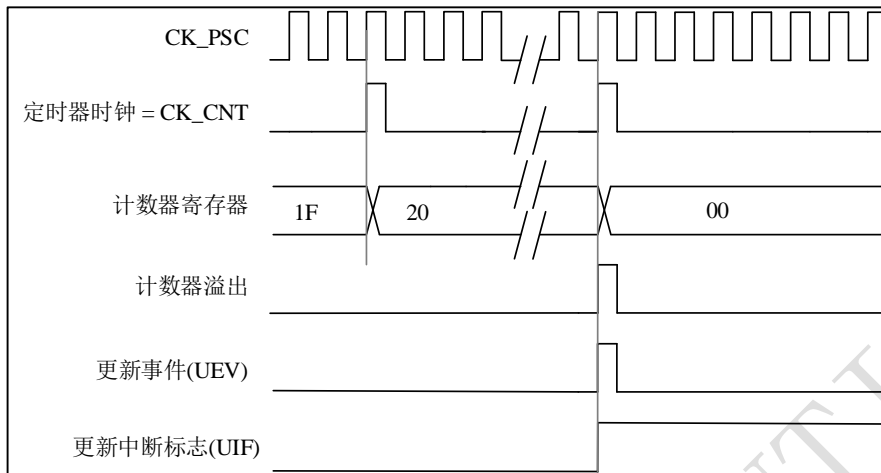 CK_PSC
定时器时钟 = CK_CNT
计数器寄存器
1F 20 00
计数器溢出
更新事件(UEV)
更新中断标志(UIF)